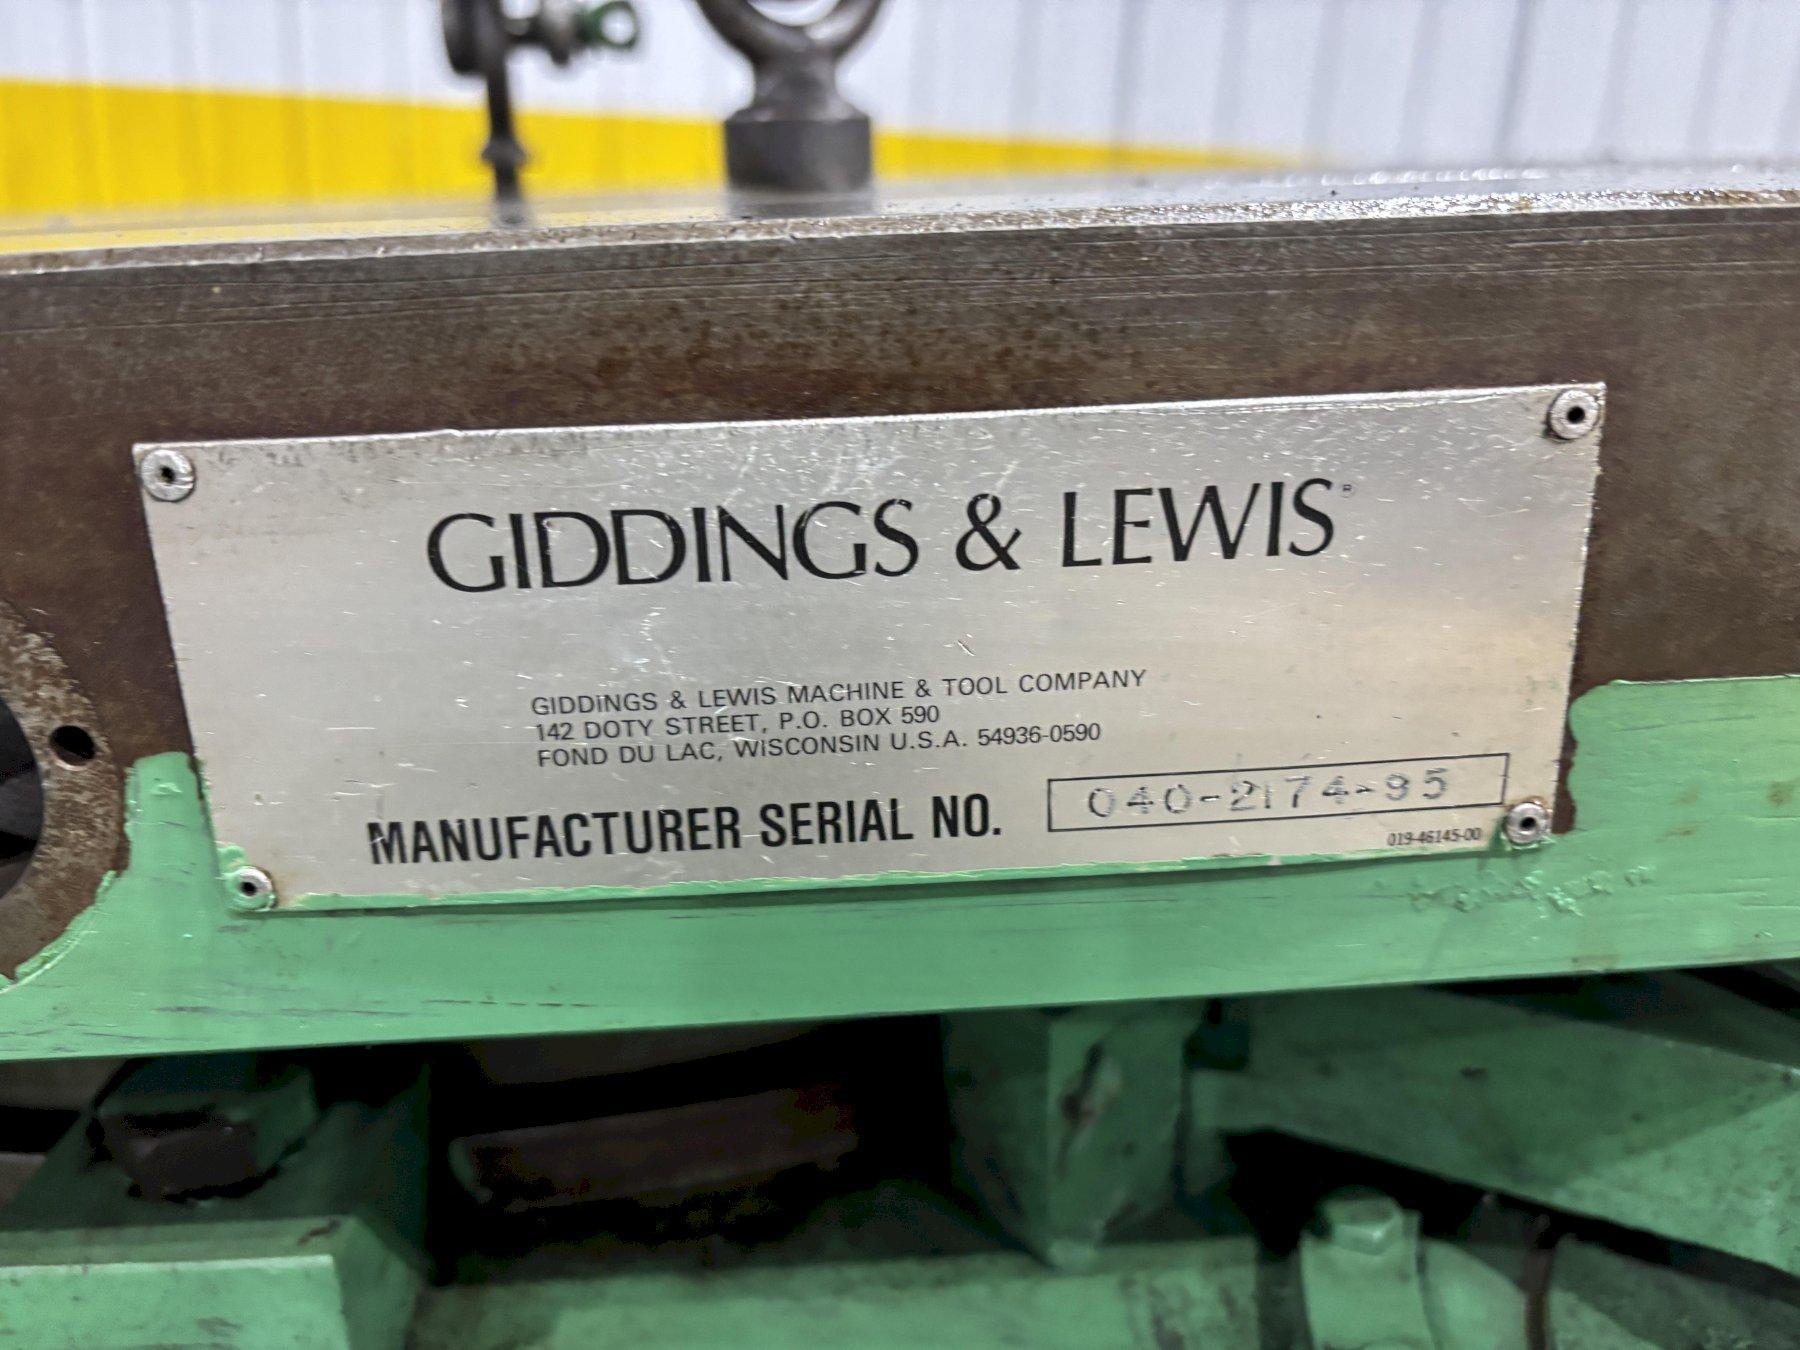 GIDDINGS & LEWIS®
GIDDINGS & LEWIS MACHINE & TOOL COMPANY
142 DOTY STREET, P.O. BOX 590
FOND DU LAC, WISCONSIN U.S.A. 54936-0590
MANUFACTURER SERIAL NO. 040-2174-95
019-46145-00